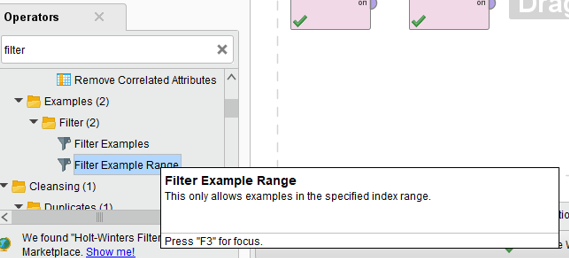 Operators
filter
Remove Correlated Attributes
Examples (2)
Filter (2)
Filter Examples
Filter Example Range
Cleansing (1)
Duplicates (1)
We found "Holt-Winters Filter
Marketplace. Show me!
on
on
Drag
Filter Example Range
This only allows examples in the specified index range.
Press "F3" for focus.